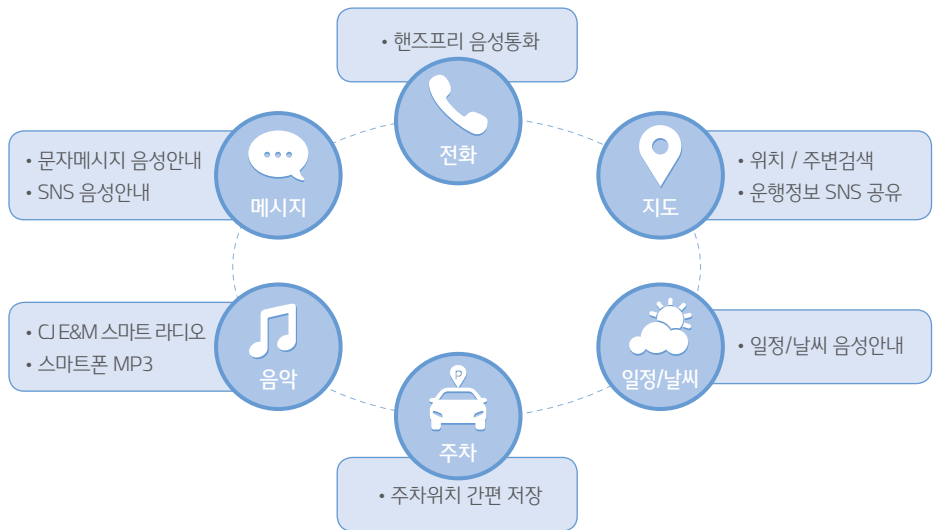 • 핸즈프리 음성통화
전화
• 문자메시지 음성안내
• SNS 음성안내
메시지
지도
• 위치 / 주변검색
• 운행정보 SNS 공유
• CJ E&M 스마트 라디오
• 스마트폰 MP3
음악
일정/날씨
• 일정/날씨 음성안내
P
주차
• 주차위치 간편 저장